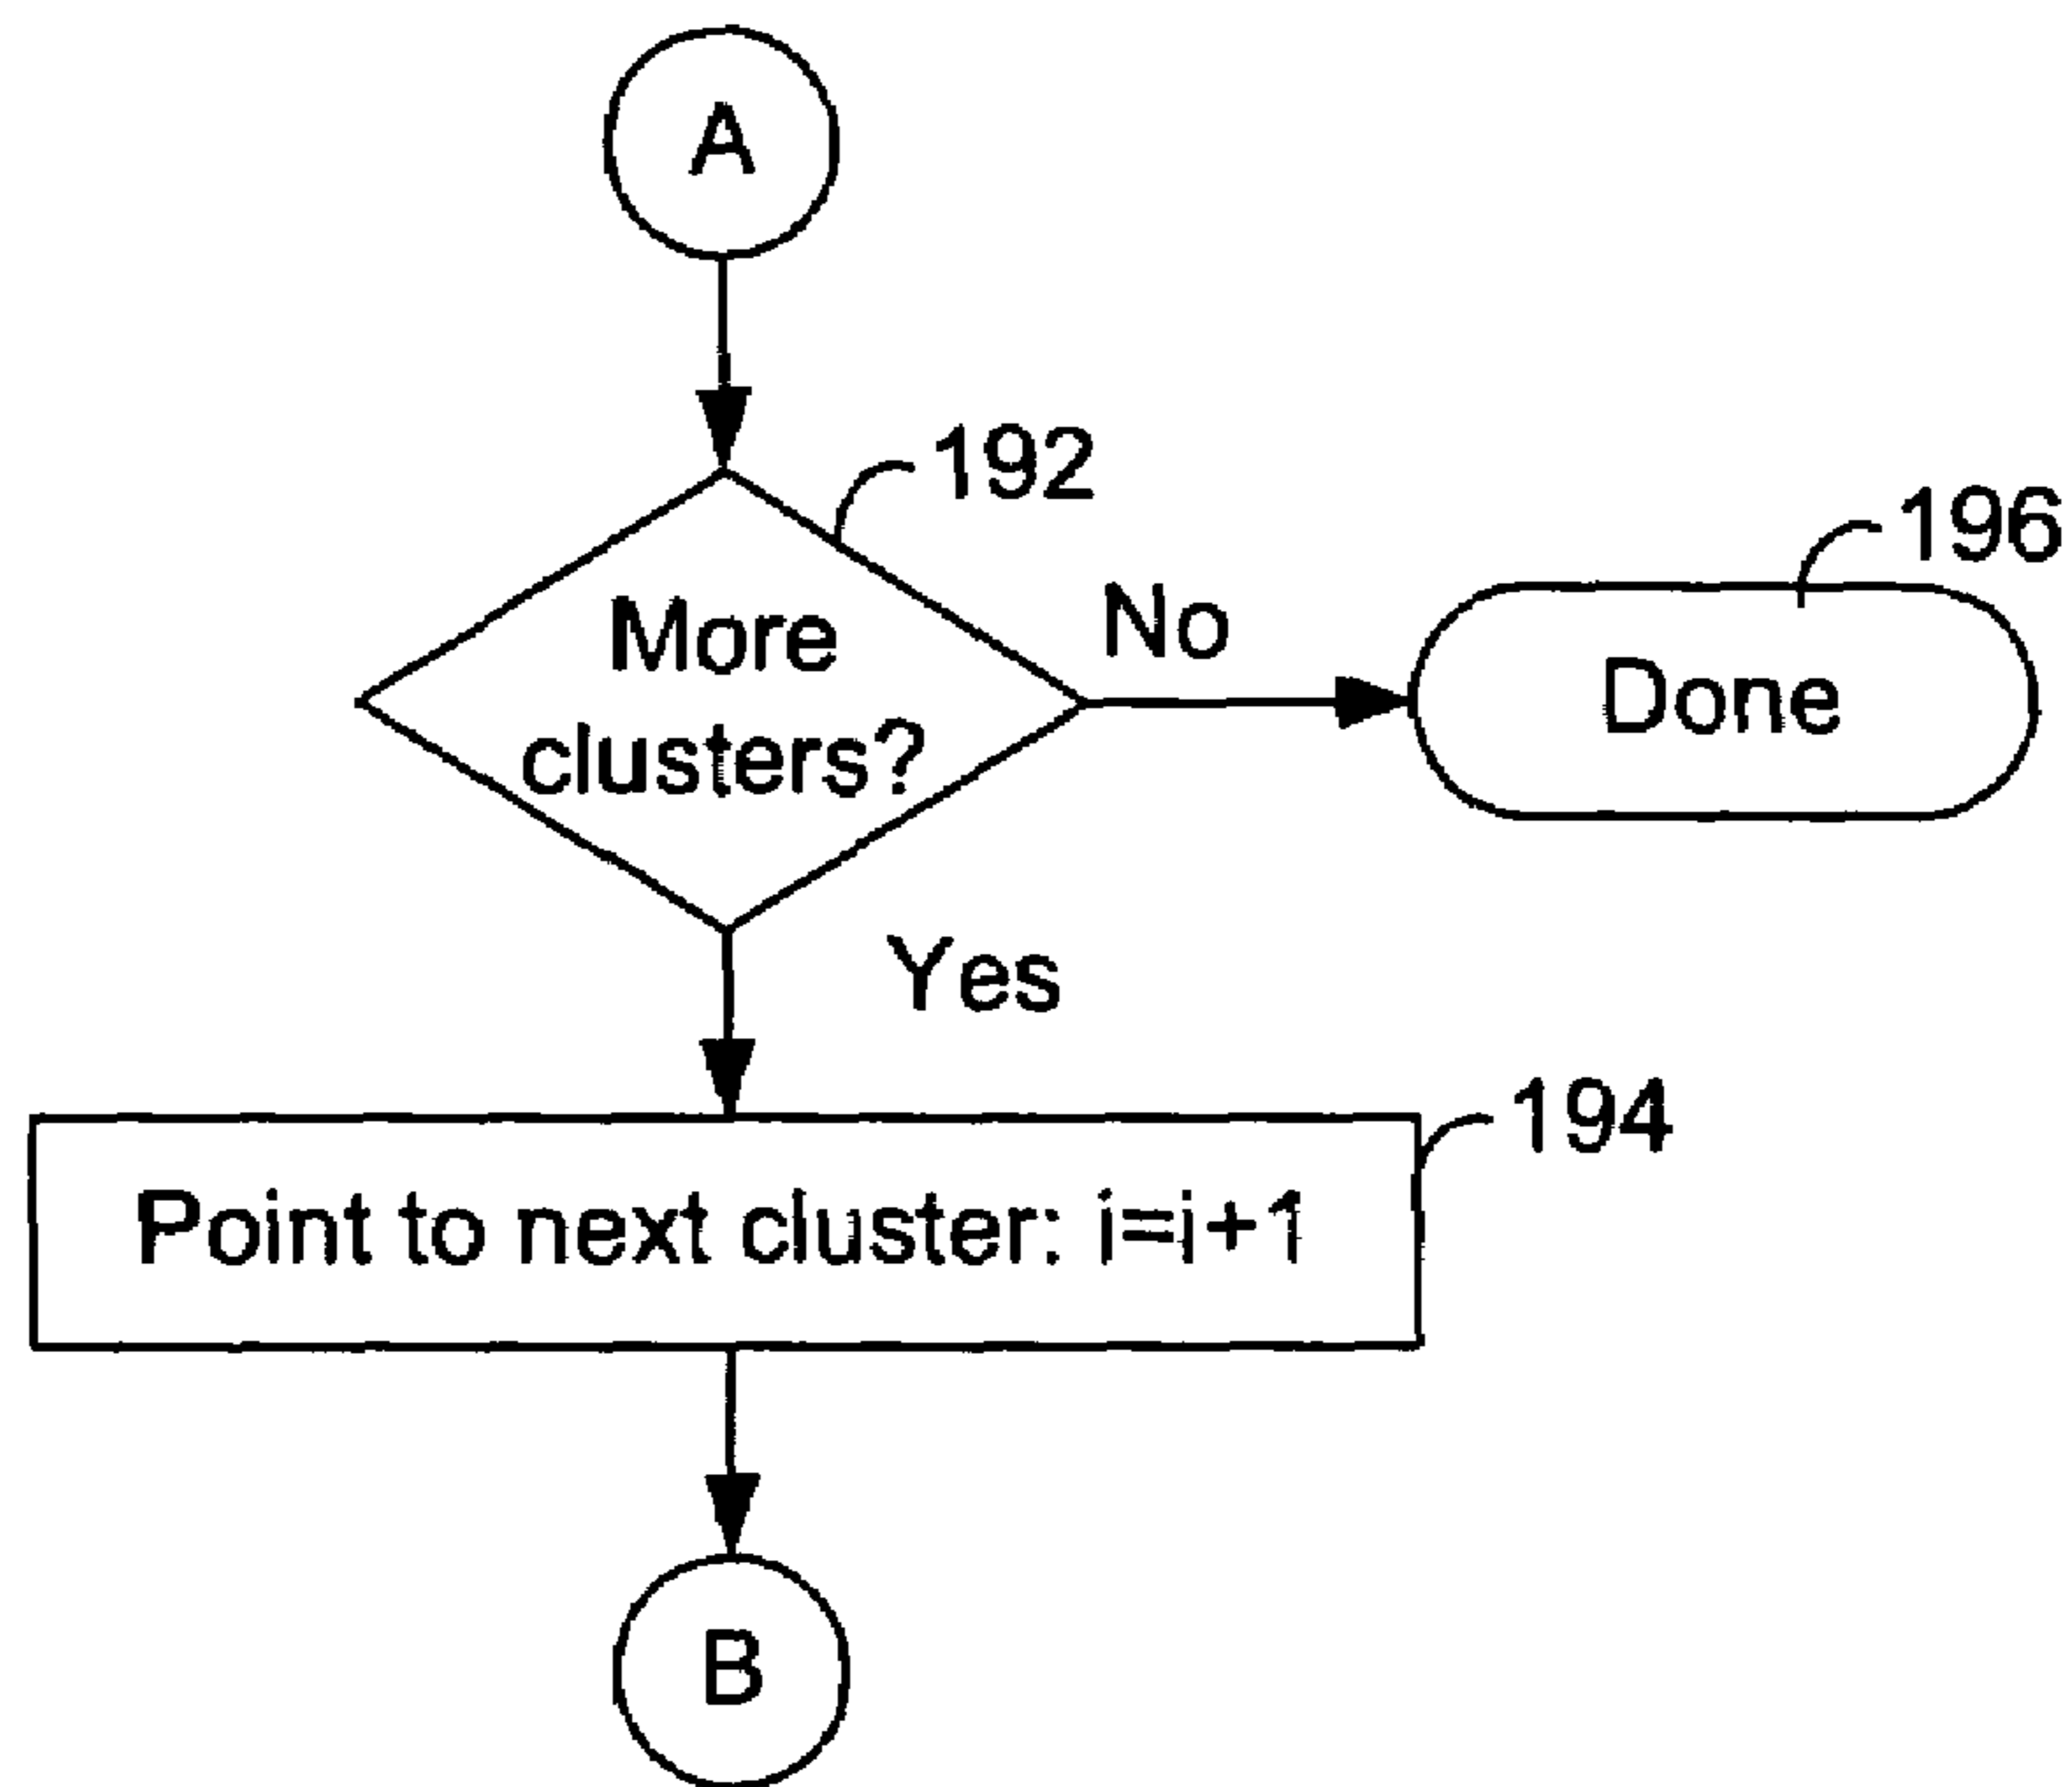 A
192
196
More
clusters?
No
Done
Yes
194
Point to next cluster: i=i+1
B